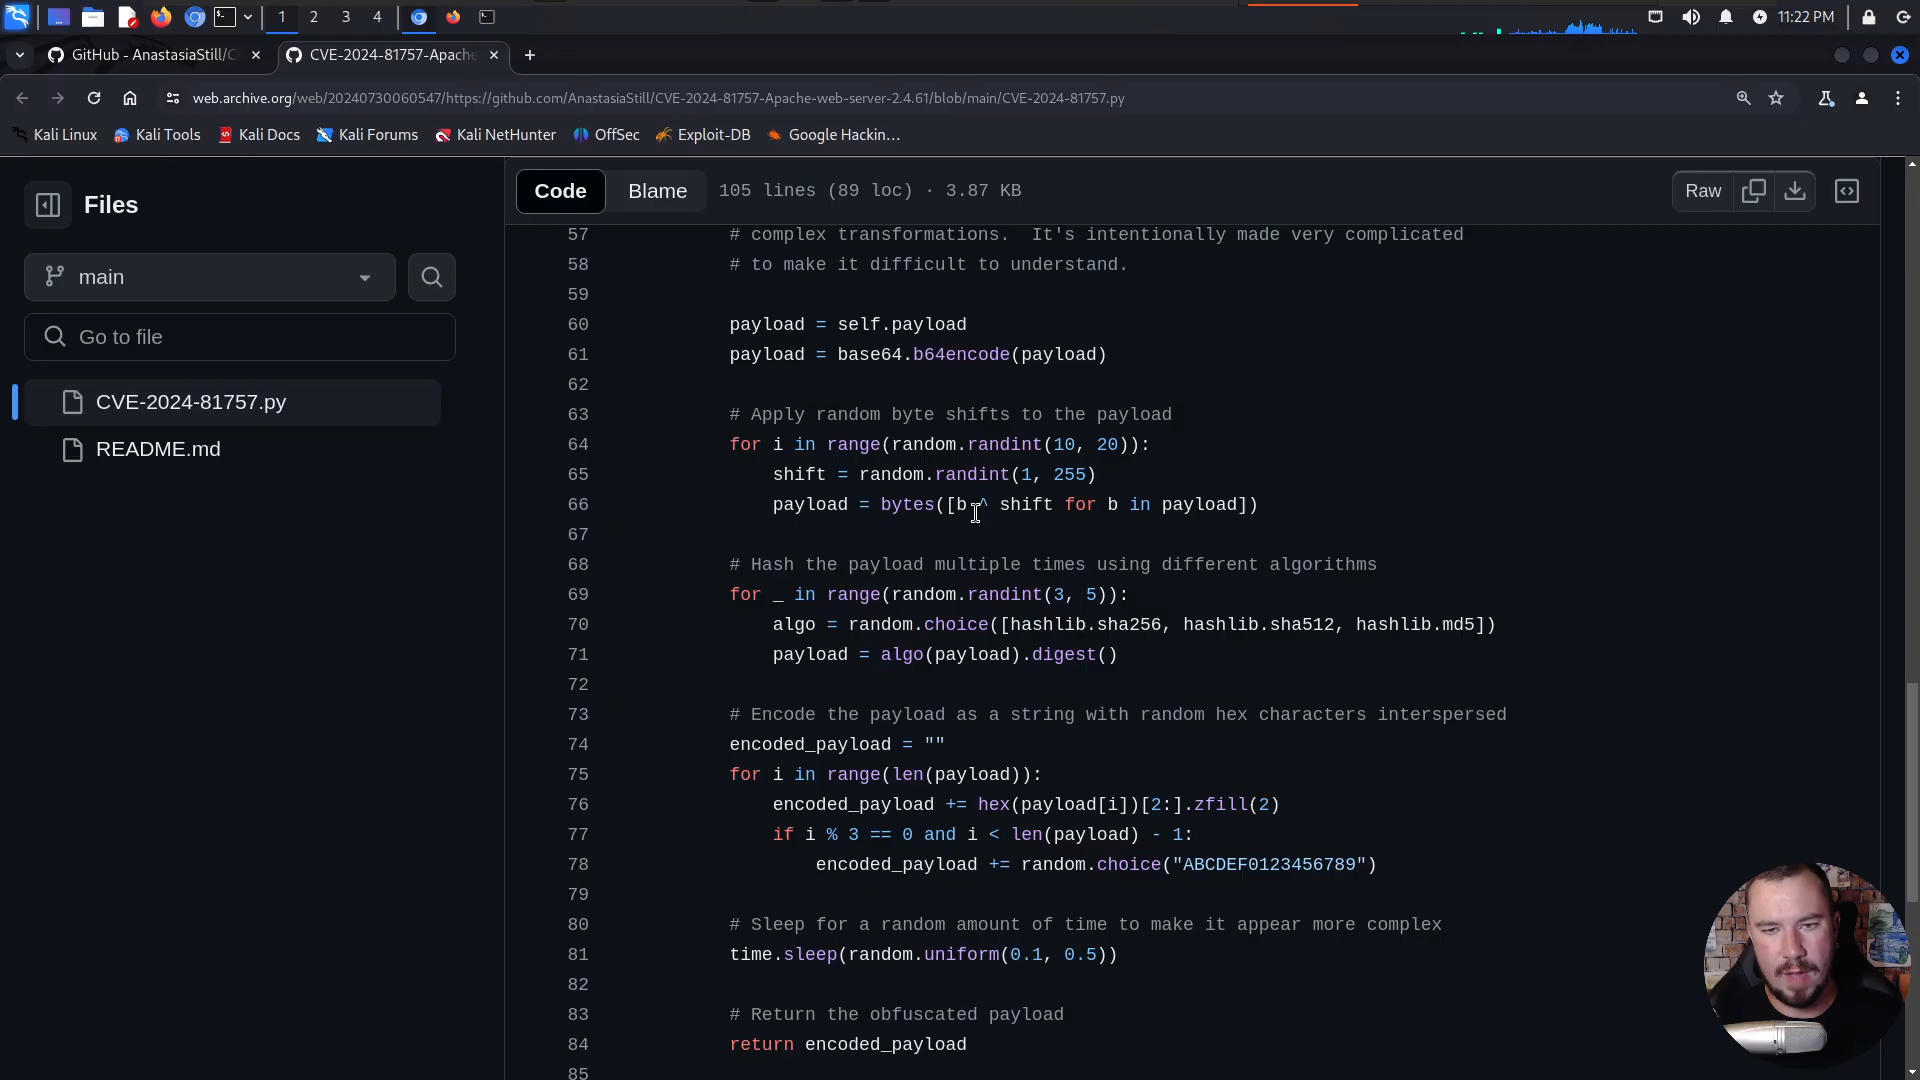 1
2
3
4
11:22 PM
GitHub - AnastasiaStill/C
CVE-2024-81757-Apache
web.archive.org/web/20240730060547/https://github.com/AnastasiaStill/CVE-2024-81757-Apache-web-server-2.4.61/blob/main/CVE-2024-81757.py
Kali Linux
Kali Tools
Kali Docs
Kali Forums
Kali NetHunter
OffSec
Exploit-DB
Google Hackin…
Files
main
Go to file
CVE-2024-81757.py
README.md
Code
Blame
105 lines (89 loc) · 3.87 KB
Raw
57 # complex transformations.  It's intentionally made very complicated
58 # to make it difficult to understand.
59
60 payload = self.payload
61 payload = base64.b64encode(payload)
62
63 # Apply random byte shifts to the payload
64 for i in range(random.randint(10, 20)):
65 shift = random.randint(1, 255)
66 payload = bytes([b ^ shift for b in payload])
67
68 # Hash the payload multiple times using different algorithms
69 for _ in range(random.randint(3, 5)):
70 algo = random.choice([hashlib.sha256, hashlib.sha512, hashlib.md5])
71 payload = algo(payload).digest()
72
73 # Encode the payload as a string with random hex characters interspersed
74 encoded_payload = ""
75 for i in range(len(payload)):
76 encoded_payload += hex(payload[i])[2:].zfill(2)
77 if i % 3 == 0 and i < len(payload) - 1:
78 encoded_payload += random.choice("ABCDEF0123456789")
79
80 # Sleep for a random amount of time to make it appear more complex
81 time.sleep(random.uniform(0.1, 0.5))
82
83 # Return the obfuscated payload
84 return encoded_payload
85